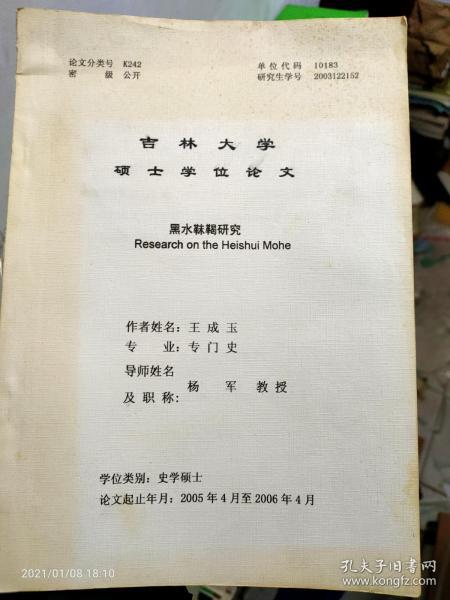 论文分类号 K242 单位代码 10183
密 级 公开 研究生学号 2003122152
吉林大学
硕士学位论文
黑水靺鞨研究
Research on the Heishui Mohe
作者姓名：王成玉
专 业：专门史
导师姓名
及职称： 杨 军 教授
学位类别：史学硕士
论文起止年月：2005年4月至2006年4月
2021/01/08 18:10
孔夫子旧书网
www.kongfz.com